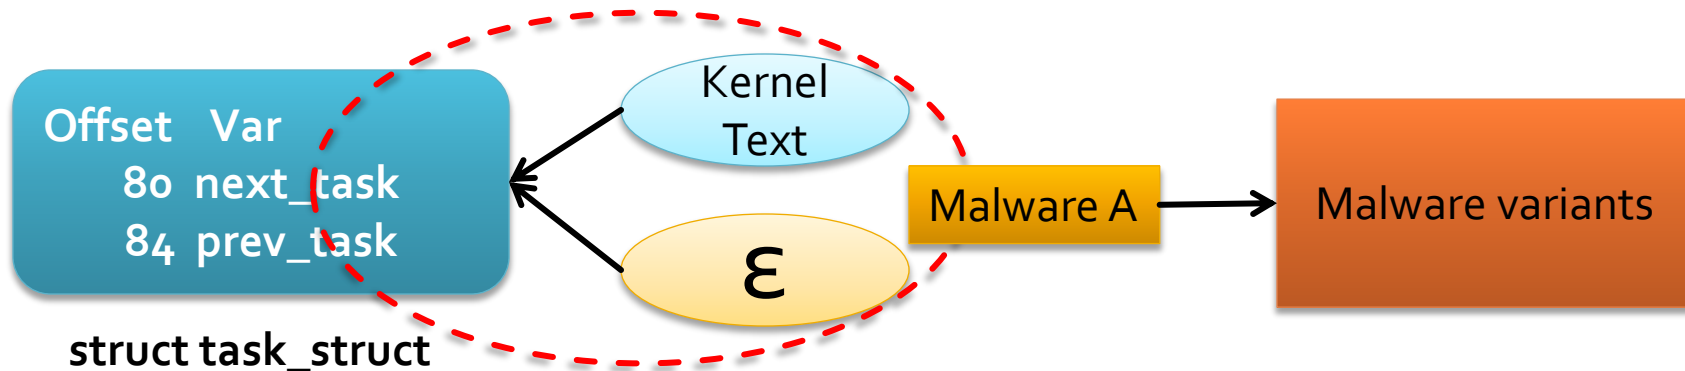 Offset Var
80 next_task
84 prev_task
struct task_struct
Kernel
Text
ε
Malware A
Malware variants